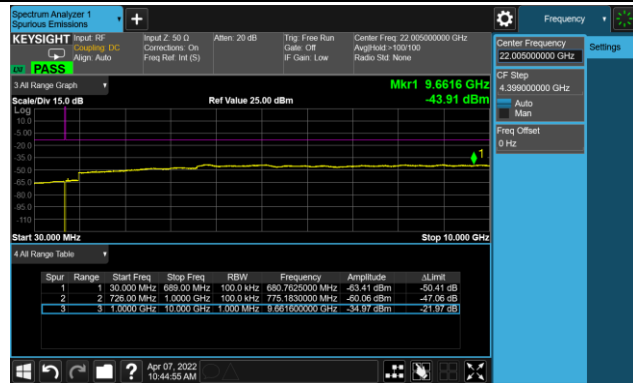 Spectrum Analyzer 1
Spurious Emissions
Frequency
KEYSIGHT
Input: RF
Coupling: DC
Align: Auto
Input Z: 50 Ω
Corrections: On
Freq Ref: Int (S)
Atten: 20 dB
Trig: Free Run
Gate: Off
IF Gain: Low
Center Freq: 22.005000000 GHz
Avg|Hold:>100/100
Radio Std: None
LW PASS
Center Frequency
22.005000000 GHz
Settings
CF Step
4.399000000 GHz
Auto
Man
Freq Offset
0 Hz
3 All Range Graph
Mkr1 9.6616 GHz
Scale/Div 15.0 dB
Ref Value 25.00 dBm
-43.91 dBm
Log
10.0
-5.00
-20.0
-35.0
-50.0
-65.0
-80.0
-95.0
-110
1
Start 30.000 MHz
Stop 10.000 GHz
4 All Range Table
Spur Range Start Freq Stop Freq RBW Frequency Amplitude ΔLimit
1 1 30.000 MHz 689.00 MHz 100.0 kHz 680.7625000 MHz -63.41 dBm -50.41 dB
2 2 726.00 MHz 1.0000 GHz 100.0 kHz 775.1830000 MHz -60.06 dBm -47.06 dB
3 3 1.0000 GHz 10.000 GHz 1.000 MHz 9.661600000 GHz -34.97 dBm -21.97 dB
Apr 07, 2022
10:44:55 AM